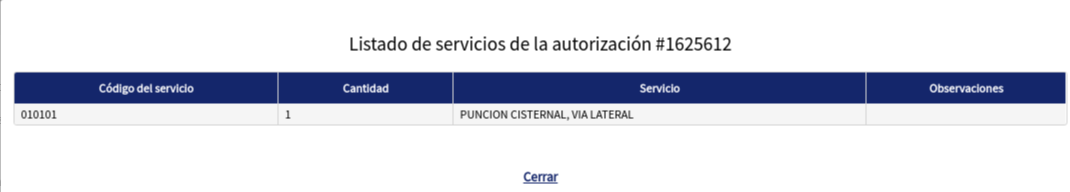 Listado de servicios de la autorización #1625612
Código del servicio Cantidad Servicio Observaciones
010101 1 PUNCION CISTERNAL, VIA LATERAL
Cerrar